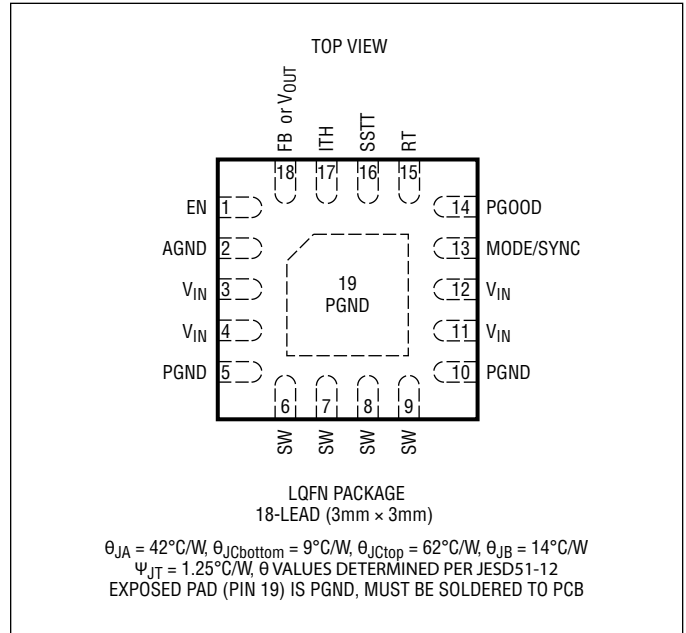 TOP VIEW
FB or VOUT
ITH
SSTT
RT
18 17 16 15
EN 1 14 PGOOD
AGND 2 13 MODE/SYNC
VIN 3 19 12 VIN
PGND
VIN 4 11 VIN
PGND 5 10 PGND
6 7 8 9
SW SW SW SW
LQFN PACKAGE
18-LEAD (3mm × 3mm)
θJA = 42°C/W, θJCbottom = 9°C/W, θJCtop = 62°C/W, θJB = 14°C/W
ΨJT = 1.25°C/W, θ VALUES DETERMINED PER JESD51-12
EXPOSED PAD (PIN 19) IS PGND, MUST BE SOLDERED TO PCB